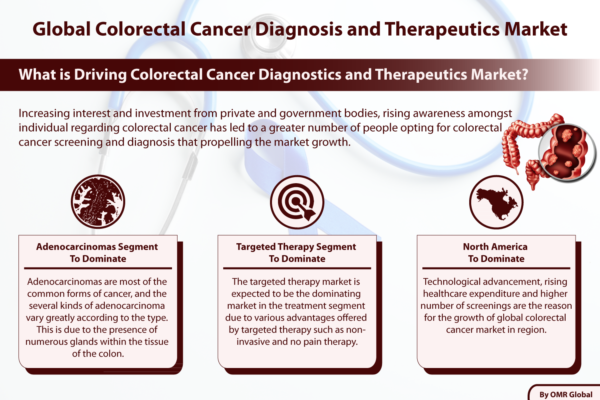 Global Colorectal Cancer Diagnosis and Therapeutics Market
What is Driving Colorectal Cancer Diagnostics and Therapeutics Market?
Increasing interest and investment from private and government bodies, rising awareness amongst
individual regarding colorectal cancer has led to a greater number of people opting for colorectal
cancer screening and diagnosis that propelling the market growth.
Adenocarcinomas Segment
To Dominate
Adenocarcinomas are most of the
common forms of cancer, and the
several kinds of adenocarcinoma
vary greatly according to the type.
This is due to the presence of
numerous glands within the tissue
of the colon.
Targeted Therapy Segment
To Dominate
The targeted therapy market is
expected to be the dominating
market in the treatment segment
due to various advantages offered
by targeted therapy such as non-
invasive and no pain therapy.
North America
To Dominate
Technological advancement, rising
healthcare expenditure and higher
number of screenings are the reason
for the growth of global colorectal
cancer market in region.
By OMR Global